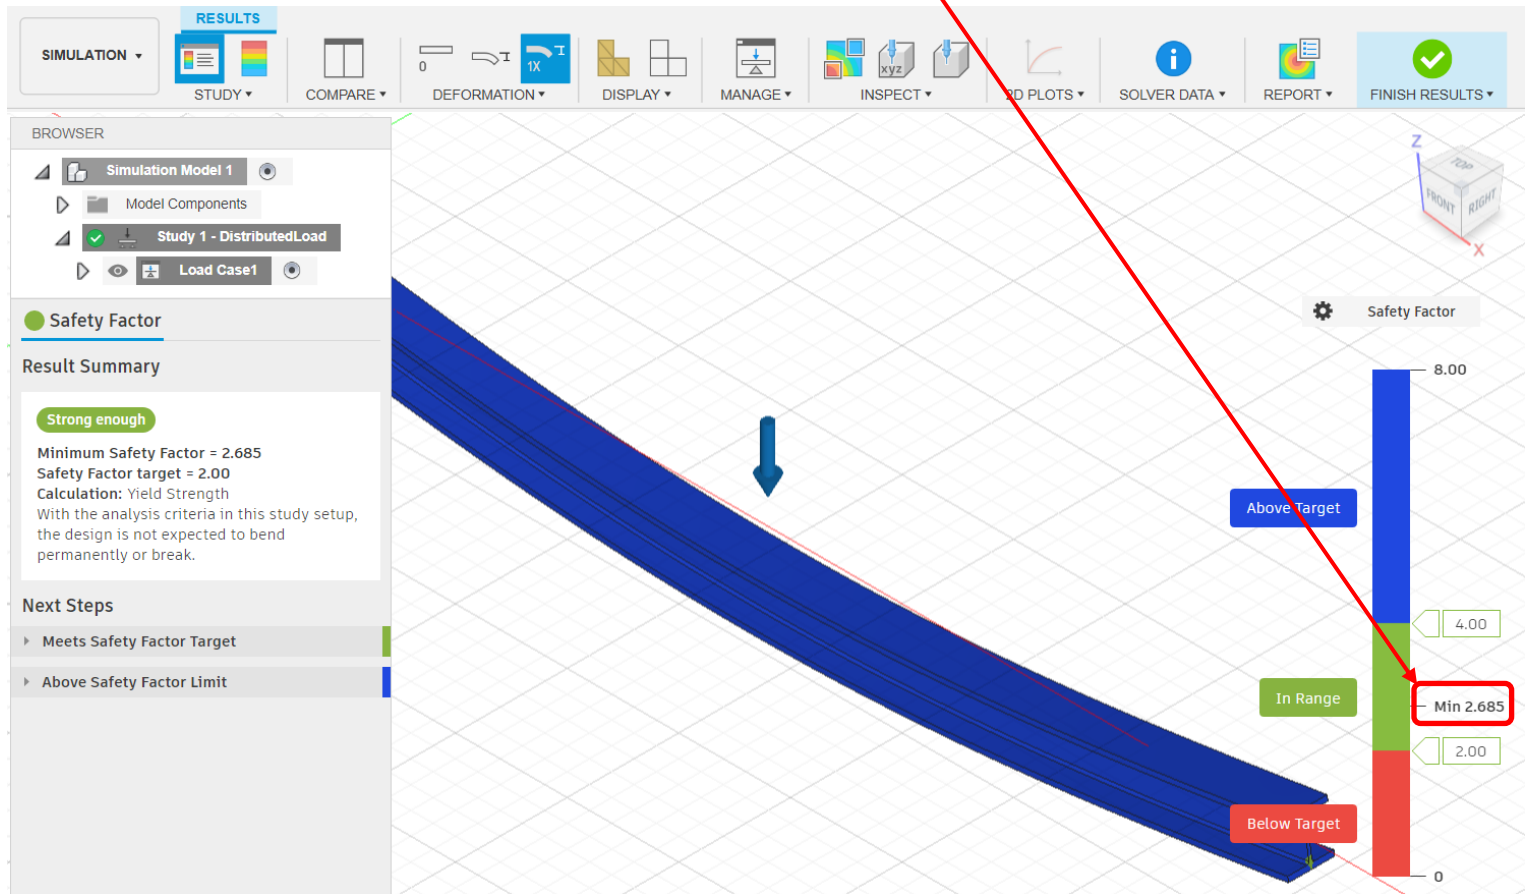 RESULTS
SIMULATION
0
1X
xyz
STUDY
COMPARE
DEFORMATION
DISPLAY
MANAGE
INSPECT
2D PLOTS
SOLVER DATA
REPORT
FINISH RESULTS
BROWSER
Simulation Model 1
Model Components
Study 1 - DistributedLoad
Load Case1
Safety Factor
Result Summary
Strong enough
Minimum Safety Factor = 2.685
Safety Factor target = 2.00
Calculation: Yield Strength
With the analysis criteria in this study setup,
the design is not expected to bend
permanently or break.
Next Steps
Meets Safety Factor Target
Above Safety Factor Limit
Z
TOP
FRONT
RIGHT
X
Safety Factor
8.00
Above Target
4.00
In Range
Min 2.685
2.00
Below Target
0